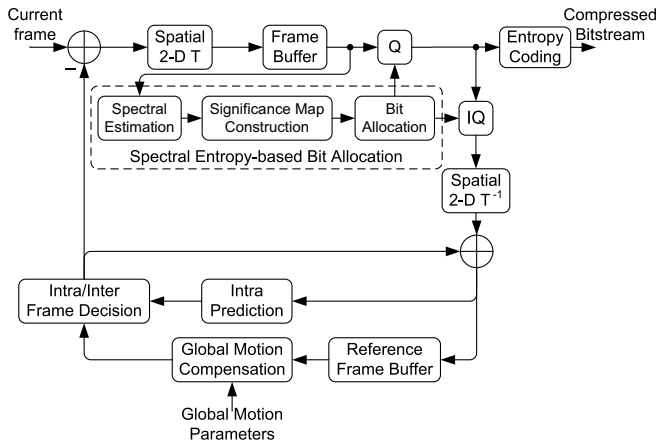 Current
frame
Compressed
Bitstream
Spatial
2-D T
Frame
Buffer
Q
Entropy
Coding
−
Spectral
Estimation
Significance Map
Construction
Bit
Allocation
IQ
Spectral Entropy-based Bit Allocation
Spatial
2-D T⁻¹
Intra/Inter
Frame Decision
Intra
Prediction
Global Motion
Compensation
Reference
Frame Buffer
Global Motion
Parameters